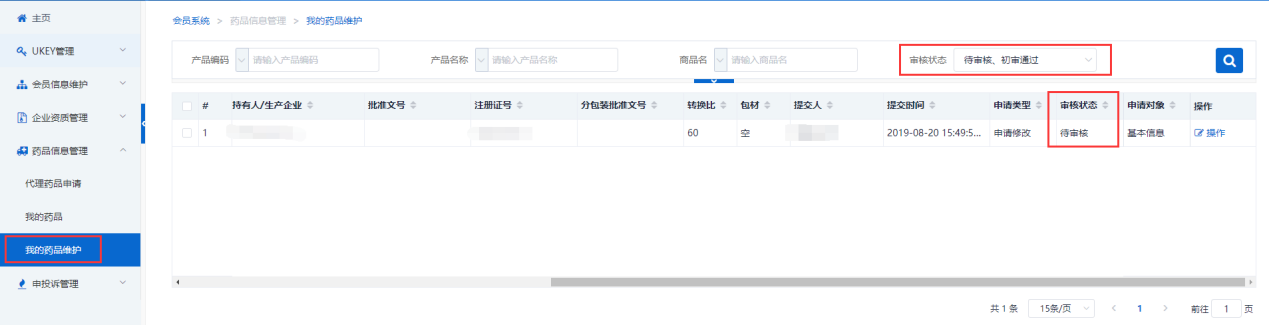 主页
UKEY管理
会员信息维护
企业资质管理
药品信息管理
代理药品申请
我的药品
我的药品维护
申投诉管理
会员系统 > 药品信息管理 > 我的药品维护
产品编码 请输入产品编码 产品名称 请输入产品名称 商品名 请输入商品名 审核状态 待审核、初审通过
# 持有人/生产企业 批准文号 注册证号 分包装批准文号 转换比 包材 提交人 提交时间 申请类型 审核状态 申请对象 操作
1 60 空 2019-08-20 15:49:5... 申请修改 待审核 基本信息 操作
共 1 条 15条/页 < 1 > 前往 1 页